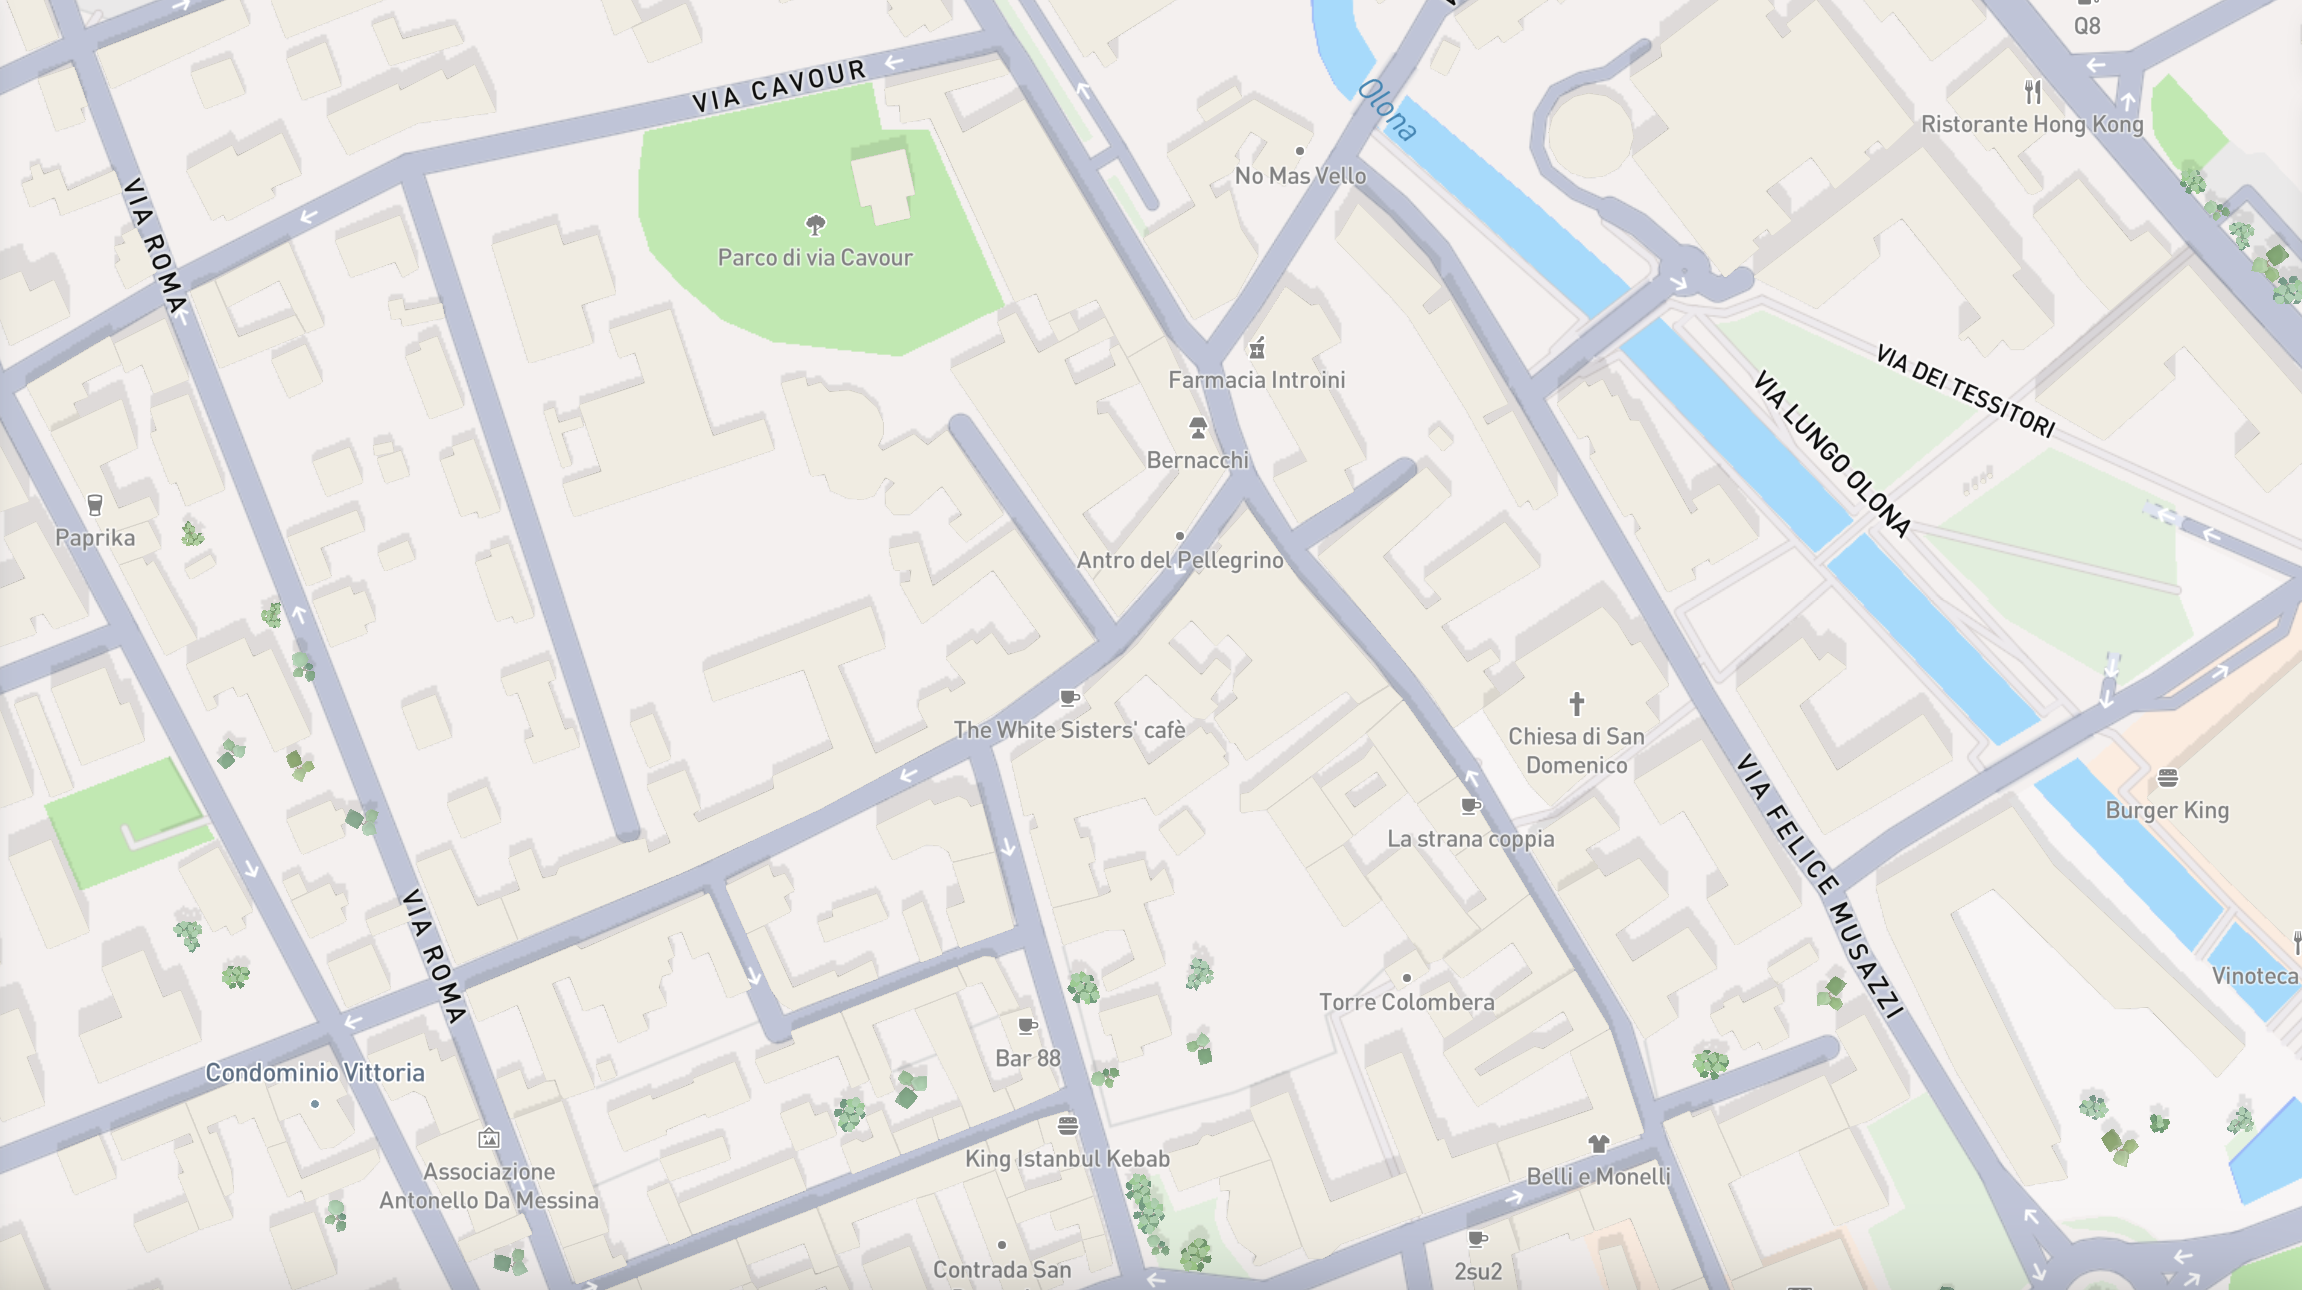 Q8
VIA CAVOUR
Olona
Ristorante Hong Kong
No Mas Vello
VIA ROMA
Parco di via Cavour
Farmacia Introini
VIA DEI TESSITORI
VIA LUNGO OLONA
Bernacchi
Paprika
Antro del Pellegrino
The White Sisters' cafè
Chiesa di San
Domenico
Burger King
La strana coppia
VIA FELICE MUSAZZI
VIA ROMA
Vinoteca
Torre Colombera
Bar 88
Condominio Vittoria
King Istanbul Kebab
Associazione
Antonello Da Messina
Belli e Monelli
Contrada San
2su2